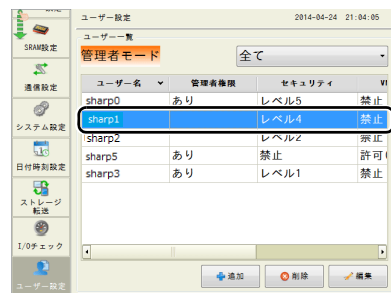 ユーザー設定 2014-04-24 21:04:05
ユーザー一覧
管理者モード 全て
ユーザー名 管理者権限 セキュリティ
sharp0 あり レベル5 禁止
sharp1 レベル4 禁止
sharp2 レベル2 禁止
sharp5 あり 禁止 許可
sharp3 あり レベル1 禁止
追加 削除 編集
SRAM設定
通信設定
システム設定
日付時刻設定
ストレージ
転送
I/Oチェック
ユーザー設定